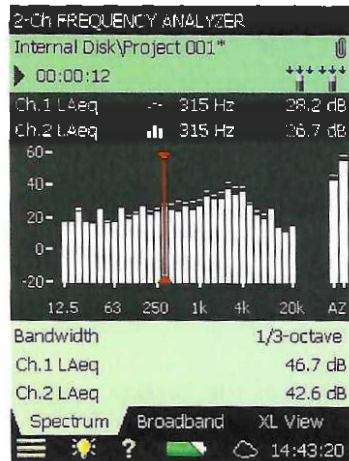 2-Ch FREQUENCY ANALYZER
Internal Disk\Project 001*
00:00:12
Ch.1 LAeq 315 Hz 28.2 dB
Ch.2 LAeq 315 Hz 26.7 dB
60-
40-
20-
0-
-20-
12.5 63 250 1k 4k 20k AZ
Bandwidth 1/3-octave
Ch.1 LAeq 46.7 dB
Ch.2 LAeq 42.6 dB
Spectrum Broadband XL View
? 14:43:20